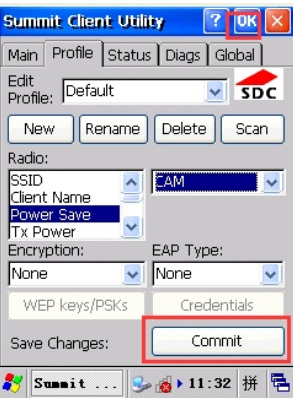 Summit Client Utility ? OK
Main Profile Status Diags Global
Edit Profile: Default SDC
New Rename Delete Scan
Radio:
SSID
Client Name
Power Save
Tx Power
CAM
Encryption: EAP Type:
None None
WEP keys/PSKs Credentials
Save Changes: Commit
Summit ... 11:32 拼